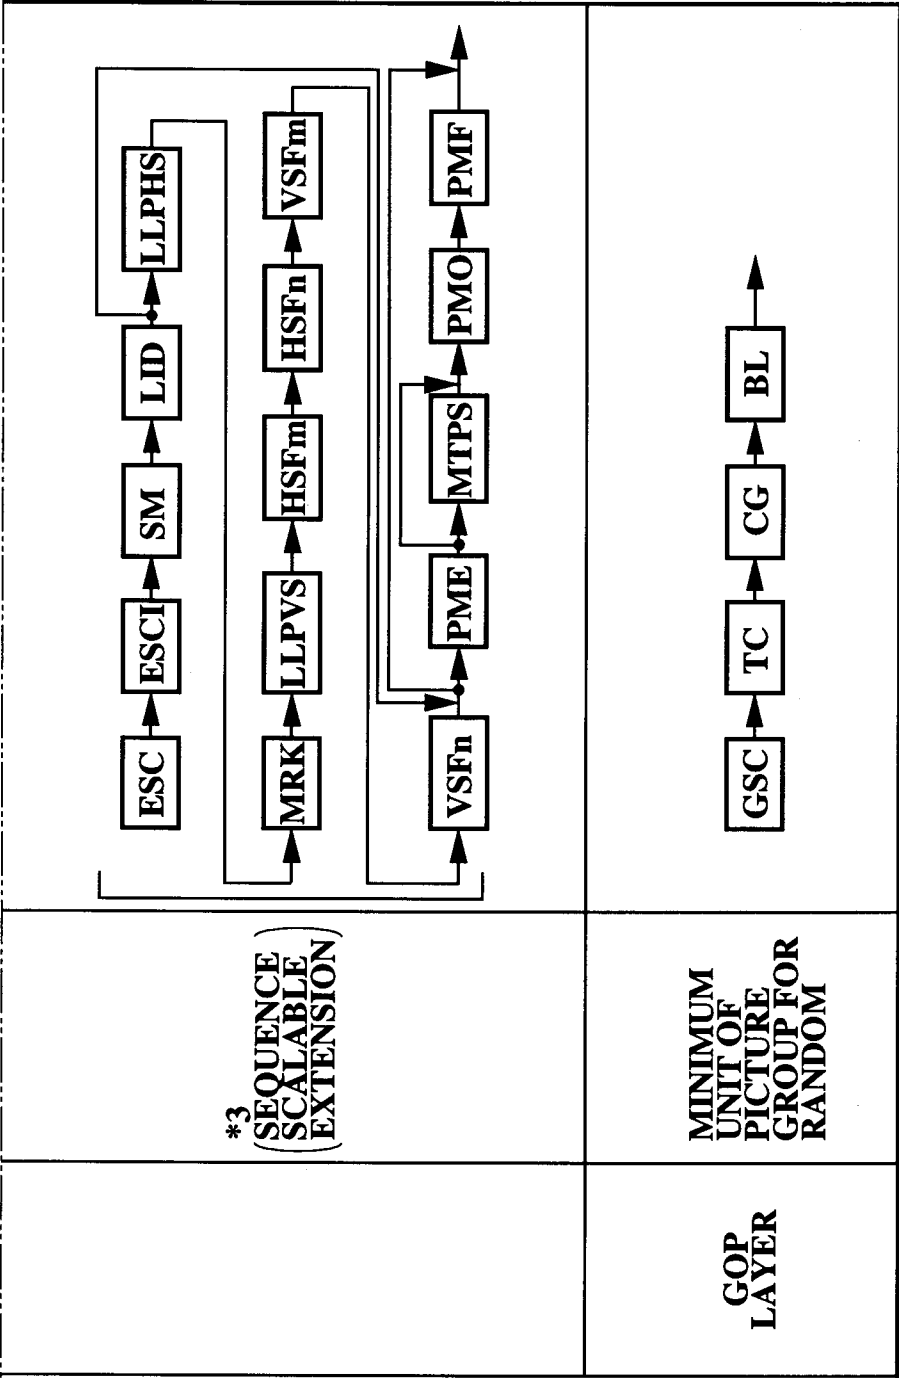 *3
(SEQUENCE
SCALABLE
EXTENSION)
ESC ESCI SM LID LLPHS
MRK LLPVS HSFm HSFn VSFm
VSFn PME MTPS PMO PMF
GOP
LAYER
MINIMUM
UNIT OF
PICTURE
GROUP FOR
RANDOM
GSC TC CG BL